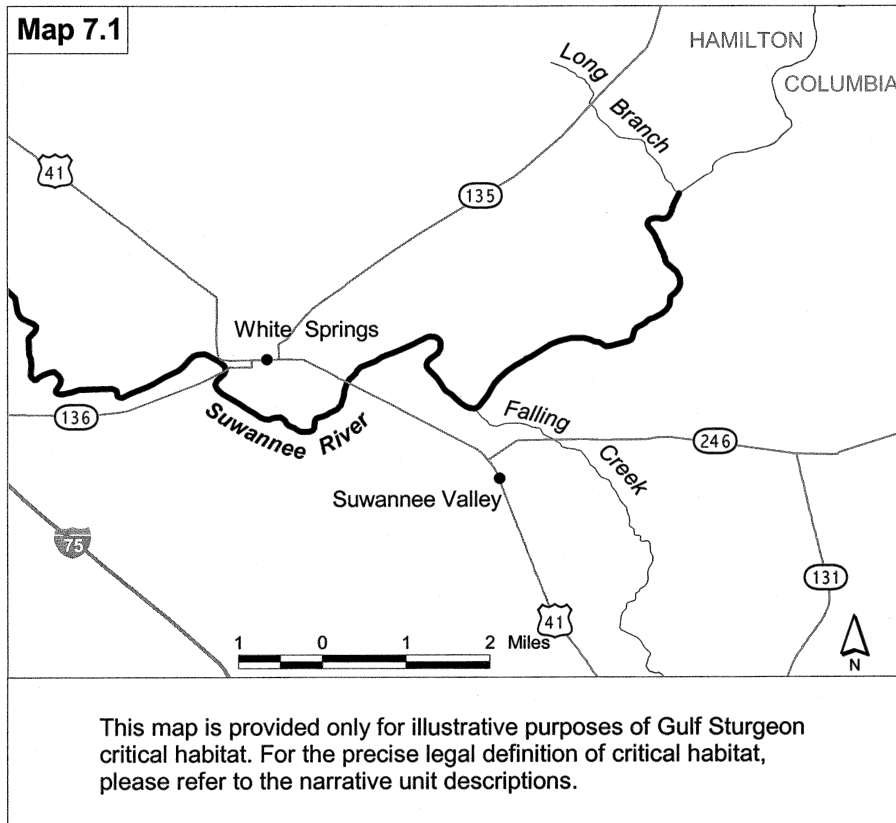 Map 7.1
Long
Branch
HAMILTON
COLUMBIA
41
135
White Springs
136
Suwannee River
Falling
Creek
246
Suwannee Valley
75
131
41
1 0 1 2 Miles
N
This map is provided only for illustrative purposes of Gulf Sturgeon
critical habitat. For the precise legal definition of critical habitat,
please refer to the narrative unit descriptions.